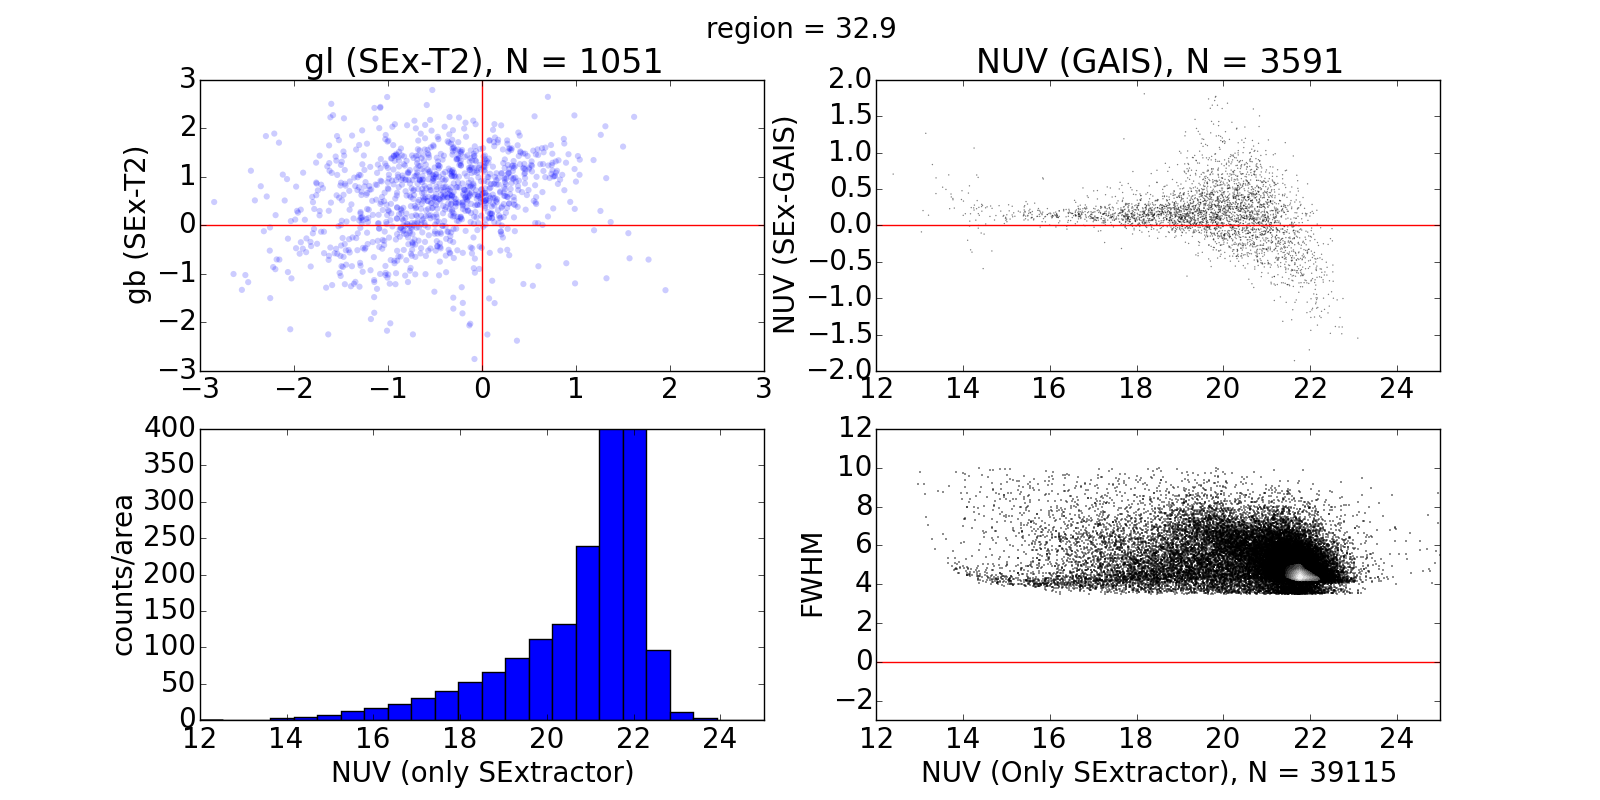 region = 32.9
gl (SEx-T2), N = 1051
3
2
1
0
−1
−2
−3
gb (SEx-T2)
−3 −2 −1 0 1 2 3
NUV (GAIS), N = 3591
2.0
1.5
1.0
0.5
0.0
−0.5
−1.0
−1.5
−2.0
NUV (SEx-GAIS)
12 14 16 18 20 22 24
400
350
300
250
200
150
100
50
0
counts/area
12 14 16 18 20 22 24
NUV (only SExtractor)
12
10
8
6
4
2
0
−2
FWHM
12 14 16 18 20 22 24
NUV (Only SExtractor), N = 39115